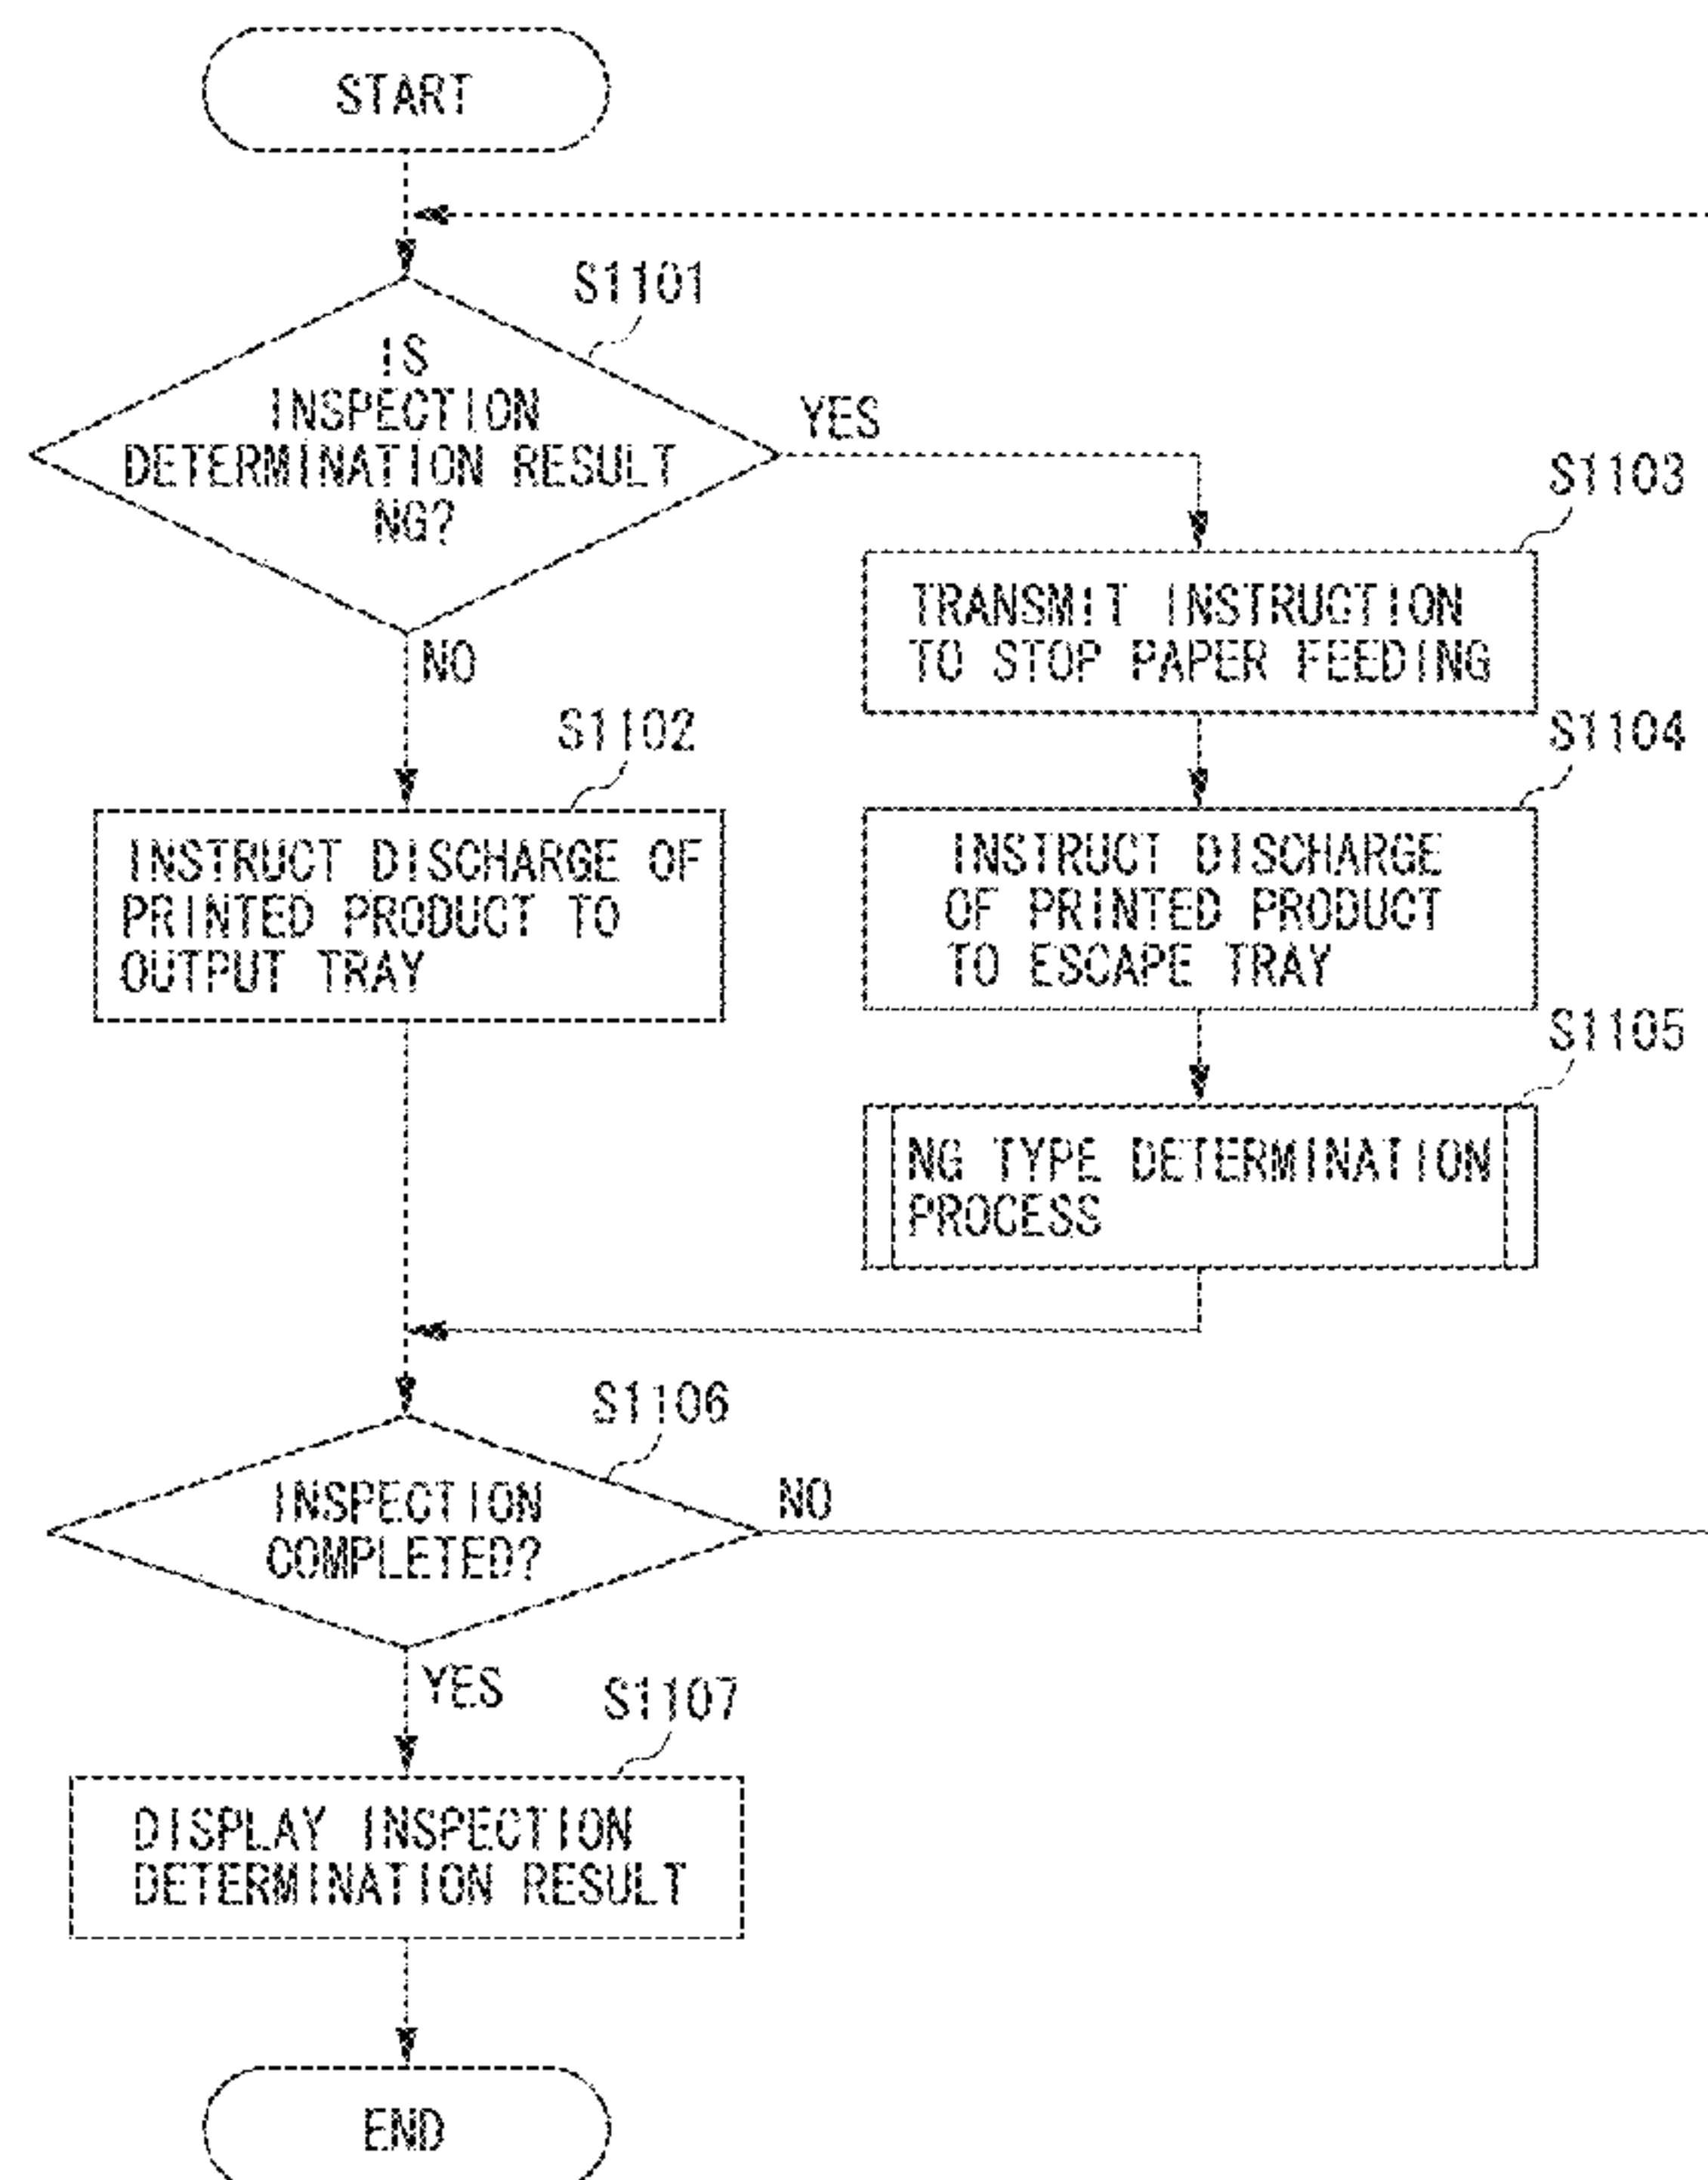 START
S1101
IS
INSPECTION
DETERMINATION RESULT
NG?
YES
NO
S1103
TRANSMIT INSTRUCTION
TO STOP PAPER FEEDING
S1102
INSTRUCT DISCHARGE OF
PRINTED PRODUCT TO
OUTPUT TRAY
S1104
INSTRUCT DISCHARGE
OF PRINTED PRODUCT
TO ESCAPE TRAY
S1105
NG TYPE DETERMINATION
PROCESS
S1106
INSPECTION
COMPLETED?
NO
YES
S1107
DISPLAY INSPECTION
DETERMINATION RESULT
END